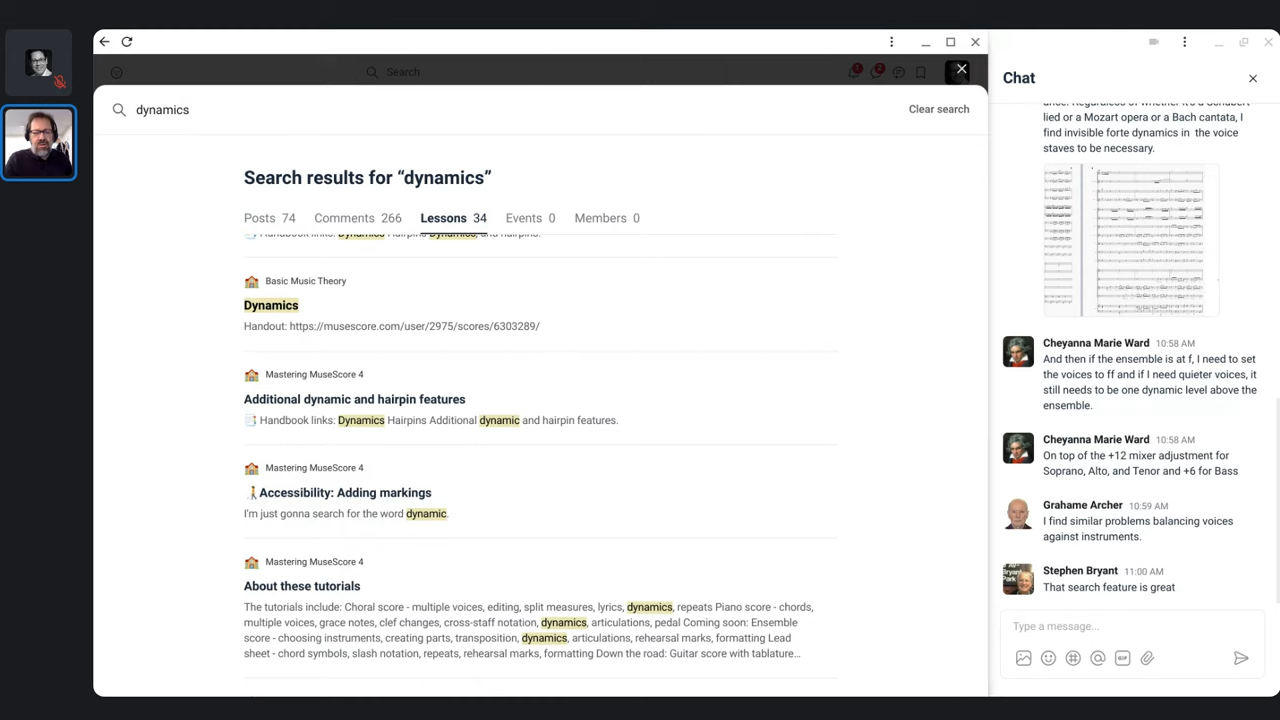 Search
1
2
dynamics
Clear search
Search results for “dynamics”
Posts 74
Comments 266
Lessons 34
Events 0
Members 0
Handbook links: Dynamics Hairpins Dynamics, and hairpins.
Basic Music Theory
Dynamics
Handout: https://musescore.com/user/2975/scores/6303289/
Mastering MuseScore 4
Additional dynamic and hairpin features
Handbook links: Dynamics Hairpins Additional dynamic and hairpin features.
Mastering MuseScore 4
Accessibility: Adding markings
I'm just gonna search for the word dynamic.
Mastering MuseScore 4
About these tutorials
The tutorials include: Choral score - multiple voices, editing, split measures, lyrics, dynamics, repeats Piano score - chords,
multiple voices, grace notes, clef changes, cross-staff notation, dynamics, articulations, pedal Coming soon: Ensemble
score - choosing instruments, creating parts, transposition, dynamics, articulations, rehearsal marks, formatting Lead
sheet - chord symbols, slash notation, repeats, rehearsal marks, formatting Down the road: Guitar score with tablature...
Chat
ance. Regardless of whether it's a Schubert
lied or a Mozart opera or a Bach cantata, I
find invisible forte dynamics in the voice
staves to be necessary.
Cheyanna Marie Ward 10:58 AM
And then if the ensemble is at f, I need to set
the voices to ff and if I need quieter voices, it
still needs to be one dynamic level above the
ensemble.
Cheyanna Marie Ward 10:58 AM
On top of the +12 mixer adjustment for
Soprano, Alto, and Tenor and +6 for Bass
Grahame Archer 10:59 AM
I find similar problems balancing voices
against instruments.
Stephen Bryant 11:00 AM
That search feature is great
Type a message...
GIF